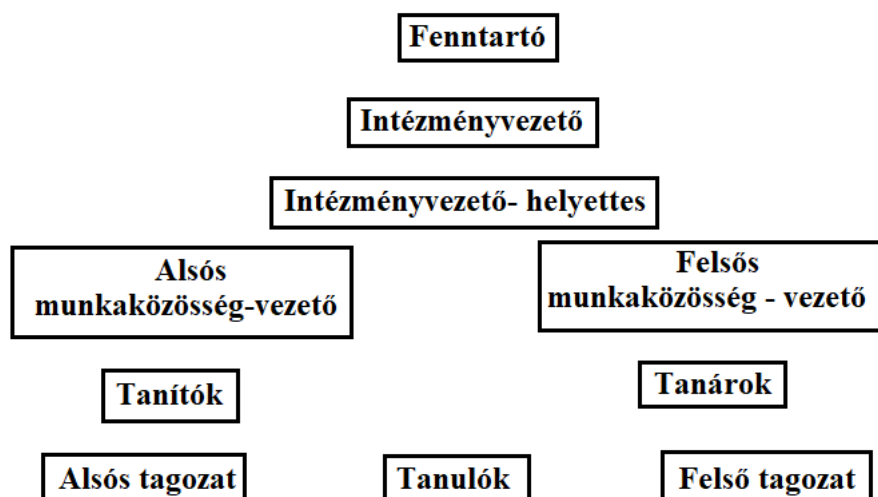 Fenntartó
Intézményvezető
Intézményvezető- helyettes
Alsós
munkaközösség-vezető
Felsős
munkaközösség - vezető
Tanítók
Tanárok
Alsós tagozat
Tanulók
Felső tagozat